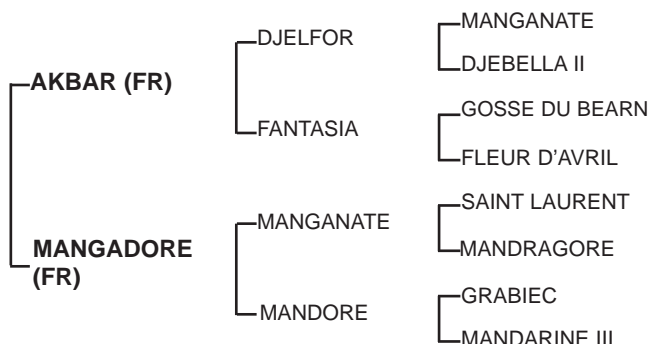 AKBAR (FR)
MANGADORE
(FR)
DJELFOR
FANTASIA
MANGANATE
MANDORE
MANGANATE
DJEBELLA II
GOSSE DU BEARN
FLEUR D'AVRIL
SAINT LAURENT
MANDRAGORE
GRABIEC
MANDARINE III